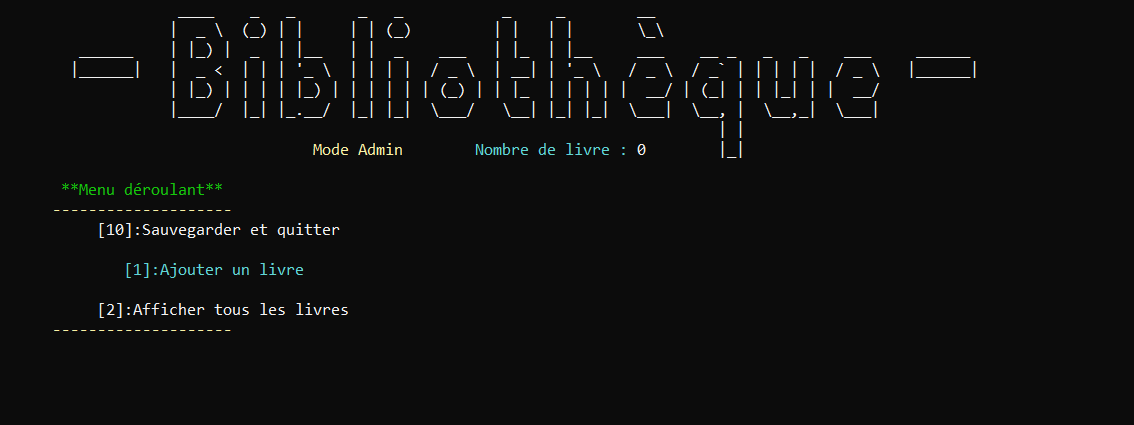 - Bibliothèque -
Mode Admin Nombre de livre : 0
**Menu déroulant**
--------------------
[10]:Sauvegarder et quitter
[1]:Ajouter un livre
[2]:Afficher tous les livres
--------------------